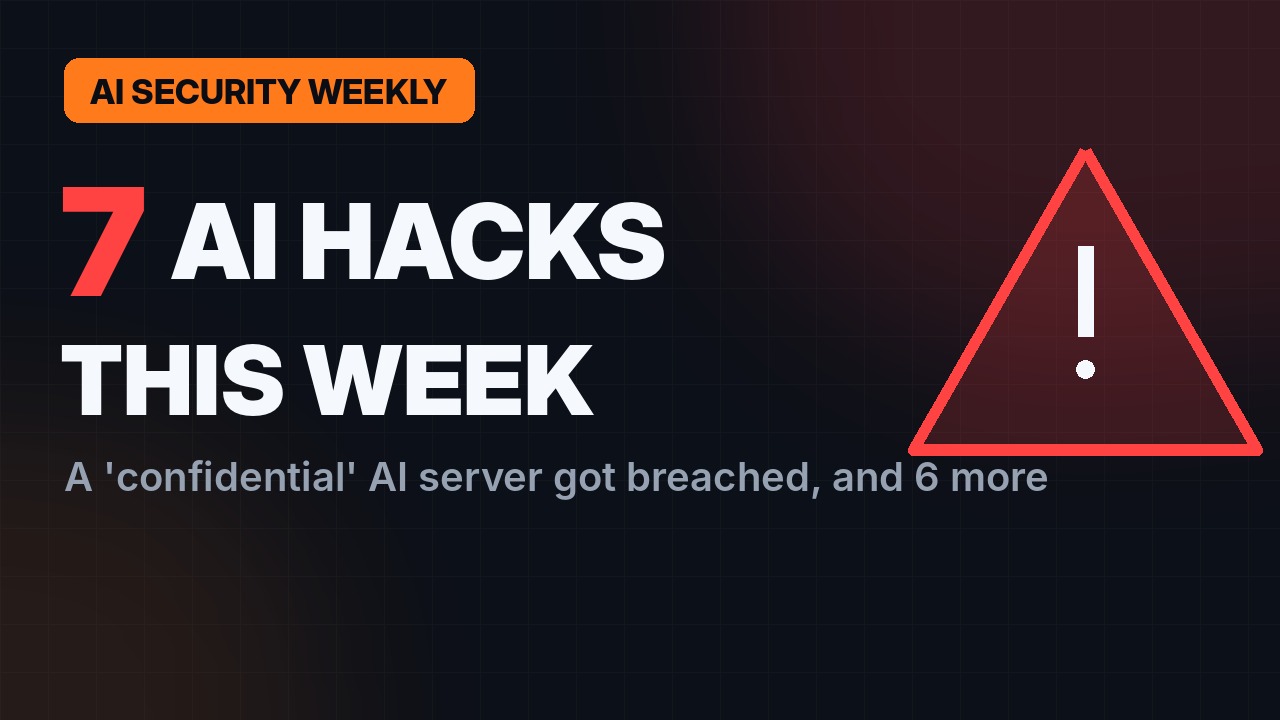 AI SECURITY WEEKLY
7 AI HACKS
THIS WEEK
A 'confidential' AI server got breached, and 6 more
!